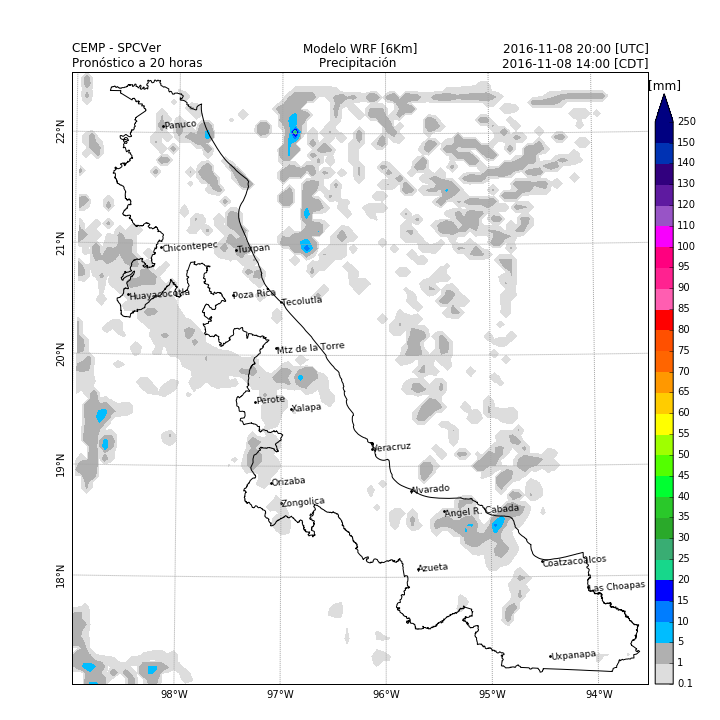 CEMP - SPCVer
Modelo WRF [6Km]
2016-11-08 20:00 [UTC]
Pronóstico a 20 horas
Precipitación
2016-11-08 14:00 [CDT]
[mm]
250
150
140
130
120
110
100
95
90
85
80
75
70
65
60
55
50
45
40
35
30
25
20
15
10
5
1
0.1
22°N
21°N
20°N
19°N
18°N
98°W
97°W
96°W
95°W
94°W
Panuco
Chicontepec
Tuxpan
Huayacocotla
Poza Rica
Tecolutla
Mtz de la Torre
Perote
Xalapa
Veracruz
Orizaba
Alvarado
Zongolica
Angel R. Cabada
Azueta
Coatzacoalcos
Las Choapas
Uxpanapa